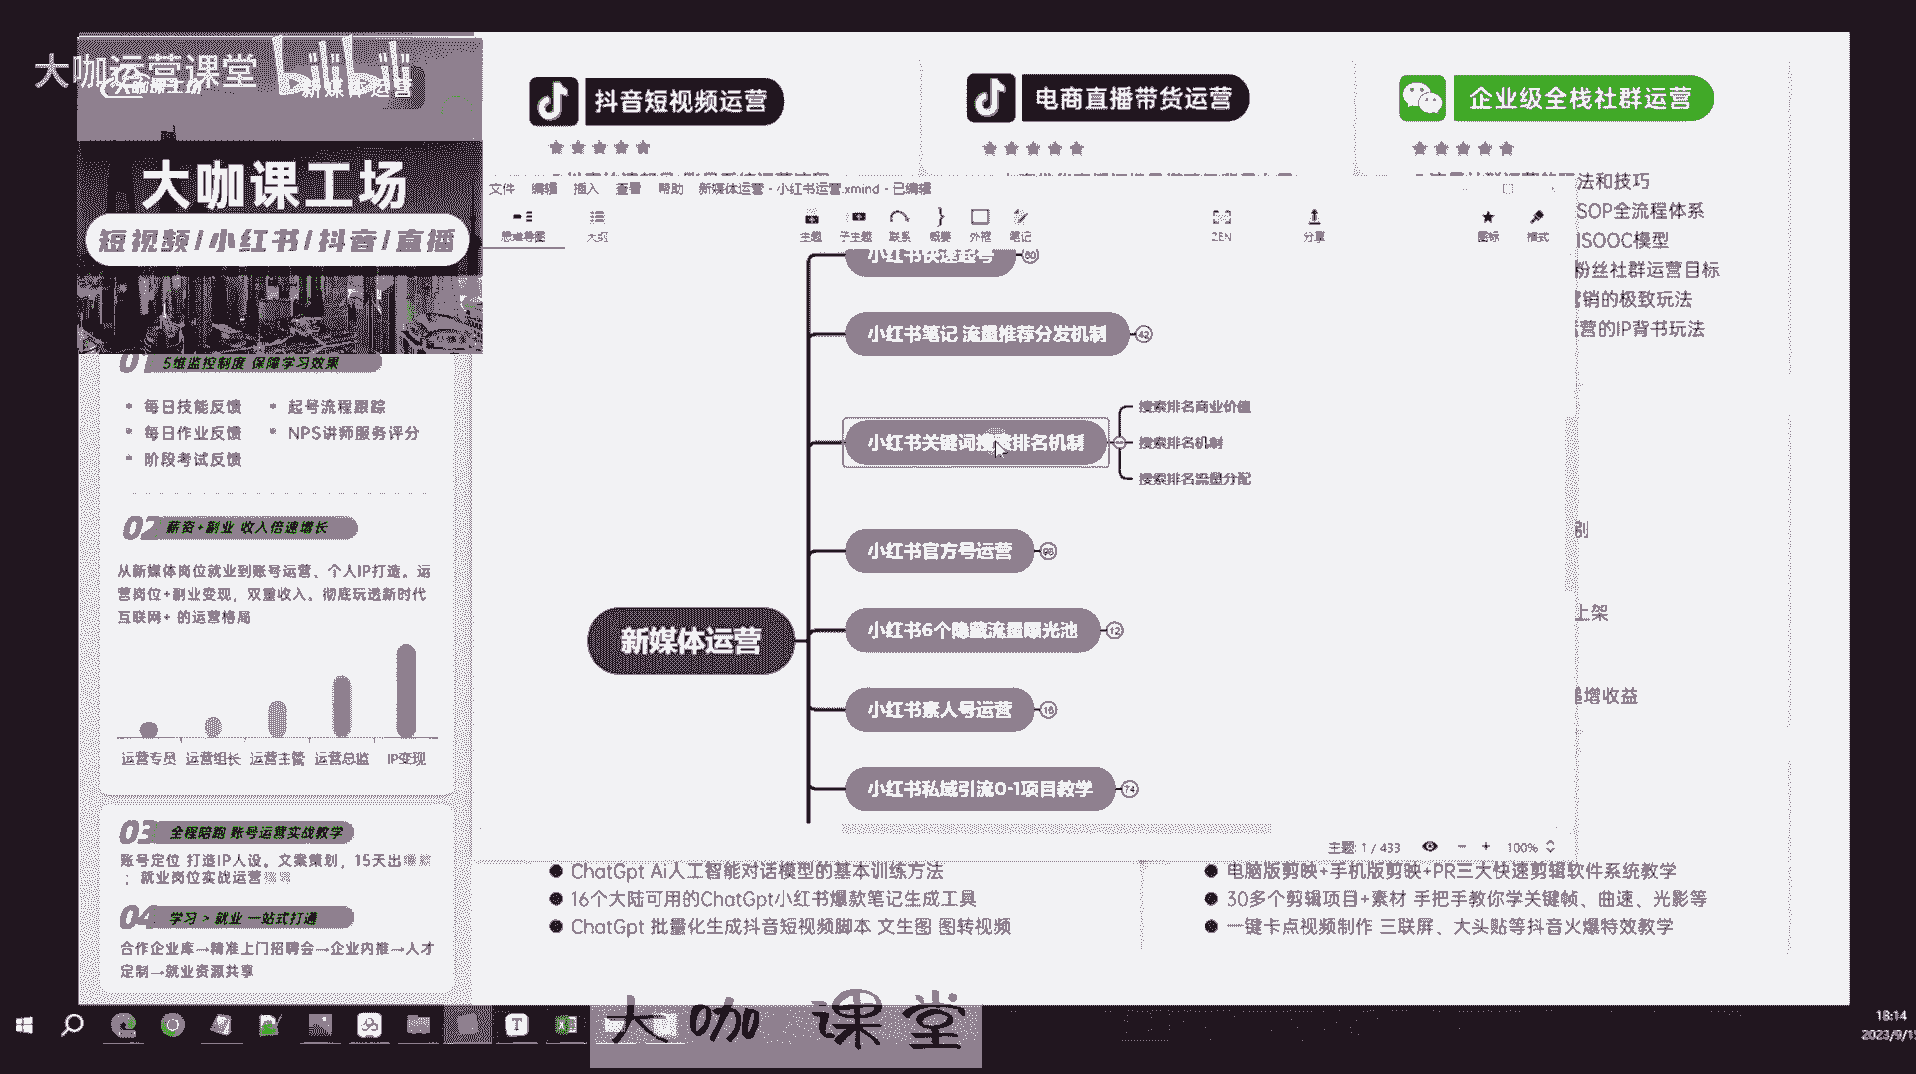 大咖运营课堂 bilibili
大咖课工场
短视频/小红书/抖音/直播
5维监控制度 保障学习效果
每日技能反馈
起号流程跟踪
每日作业反馈
NPS讲师服务评分
阶段考试反馈
02 薪资+副业 收入倍速增长
从新媒体岗位就业到账号运营、个人IP打造。运
营岗位+副业变现，双重收入。彻底玩透新时代
互联网+ 的运营格局
运营专员 运营组长 运营主管 运营总监 IP变现
03 全程陪跑 账号运营实战教学
账号定位 打造IP人设。文案策划，15天出
；就业岗位实战运营
04 学习 > 就业 一站式打通
合作企业库→精准上门招聘会→企业内推→人才
定制→就业资源共享
抖音短视频运营
电商直播带货运营
企业级全栈社群运营
法和技巧
SOP全流程体系
ISOOC模型
粉丝社群运营目标
营销的极致玩法
运营的IP背书玩法
上架
增收益
文件 编辑 插入 查看 帮助 新媒体运营 - 小红书运营.xmind - 已编辑
思维导图 大纲 主题 子主题 联系 概要 外框 笔记 ZEN 分享 图标 格式
小红书快速起号 80
小红书笔记 流量推荐分发机制 42
小红书关键词搜索排名机制
搜索排名商业价值
搜索排名机制
搜索排名流量分配
小红书官方号运营 98
小红书6个隐藏流量曝光池 12
新媒体运营
小红书素人号运营 16
小红书私域引流0-1项目教学 74
主题: 1 / 433 100%
ChatGpt Ai人工智能对话模型的基本训练方法
16个大陆可用的ChatGpt小红书爆款笔记生成工具
ChatGpt 批量化生成抖音短视频脚本 文生图 图转视频
电脑版剪映+手机版剪映+PR三大快速剪辑软件系统教学
30多个剪辑项目+素材 手把手教你学关键帧、曲速、光影等
一键卡点视频制作 三联屏、大头贴等抖音火爆特效教学
大咖 课堂
18:14
2023/9/1